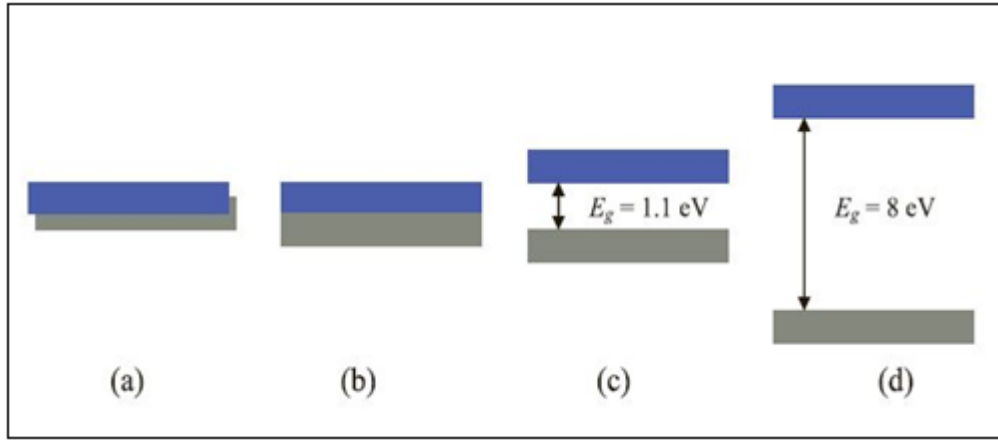 E_g = 1.1 eV
E_g = 8 eV
(a)
(b)
(c)
(d)